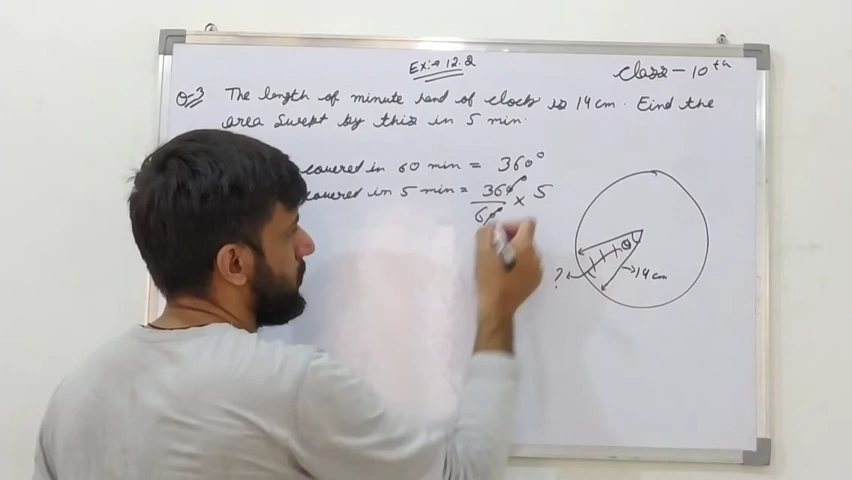 Ex:- 12.2
Class - 10th
Q-3 The length of minute hand of clock is 14 cm. Find the
area swept by this in 5 min.
covered in 60 min = 360°
covered in 5 min = 360/60 × 5
θ
? 14 cm